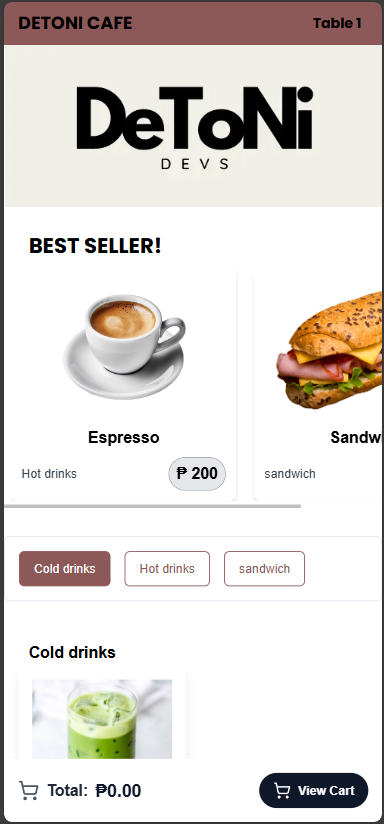 DETONI CAFE
Table 1
DeToNi
DEVS
BEST SELLER!
Espresso
Hot drinks
₱ 200
Sandw
sandwich
Cold drinks
Hot drinks
sandwich
Cold drinks
Total: ₱0.00
View Cart